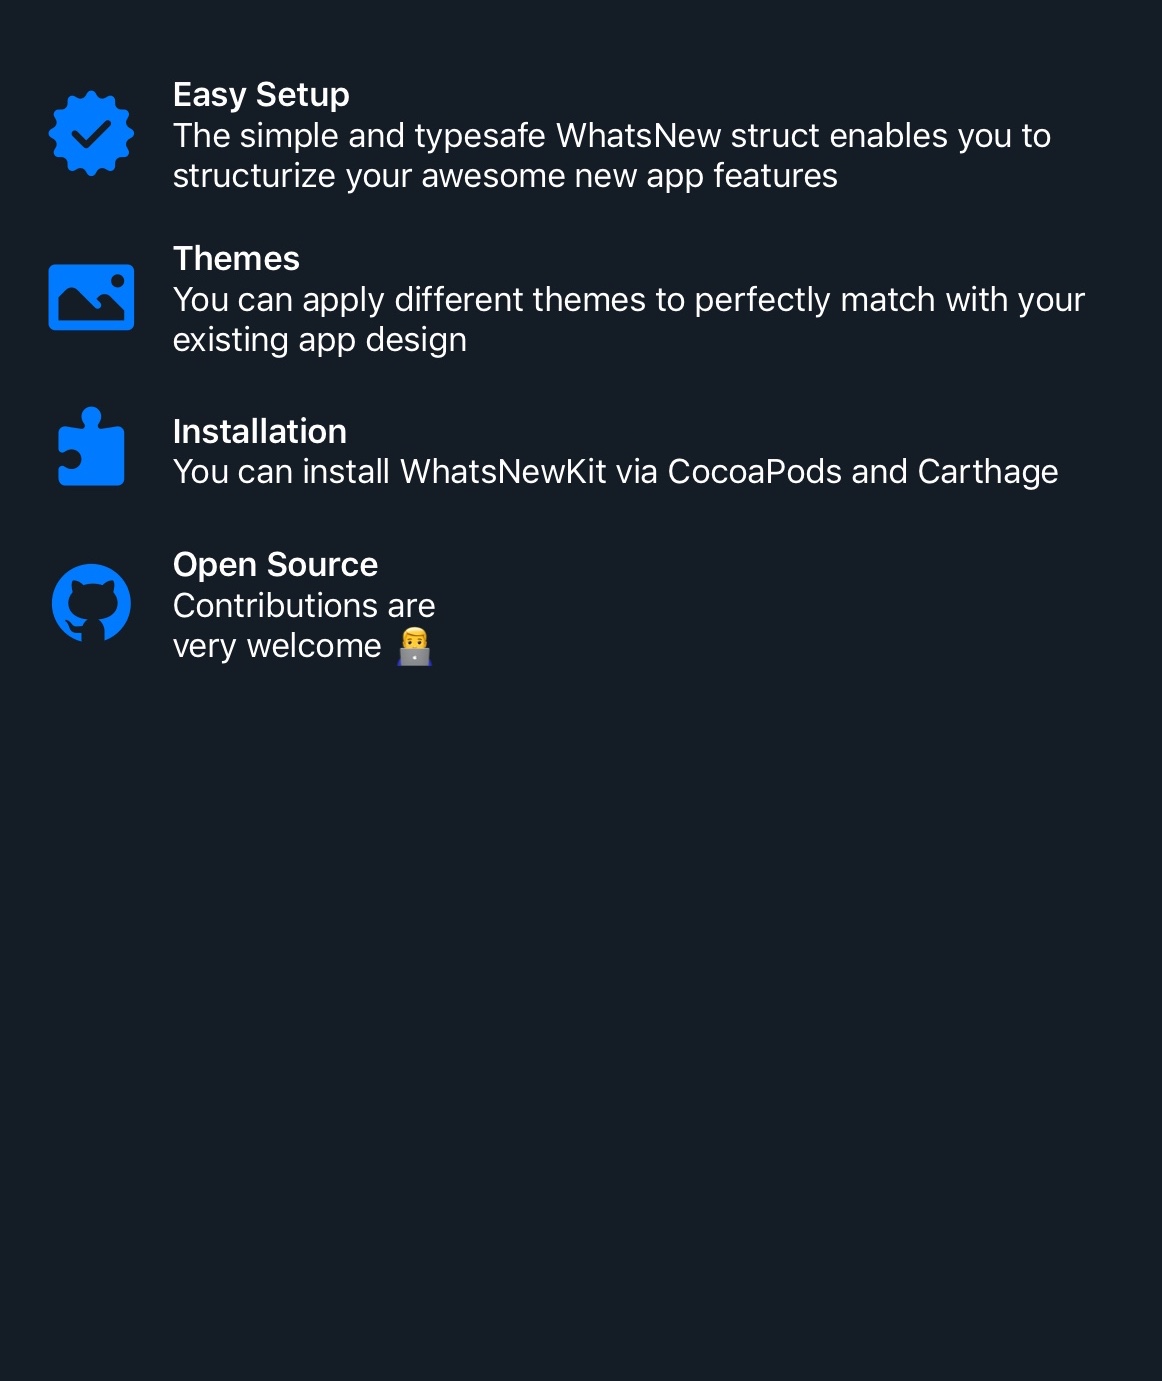 Easy Setup
The simple and typesafe WhatsNew struct enables you to
structurize your awesome new app features
Themes
You can apply different themes to perfectly match with your
existing app design
Installation
You can install WhatsNewKit via CocoaPods and Carthage
Open Source
Contributions are
very welcome 👨‍💻